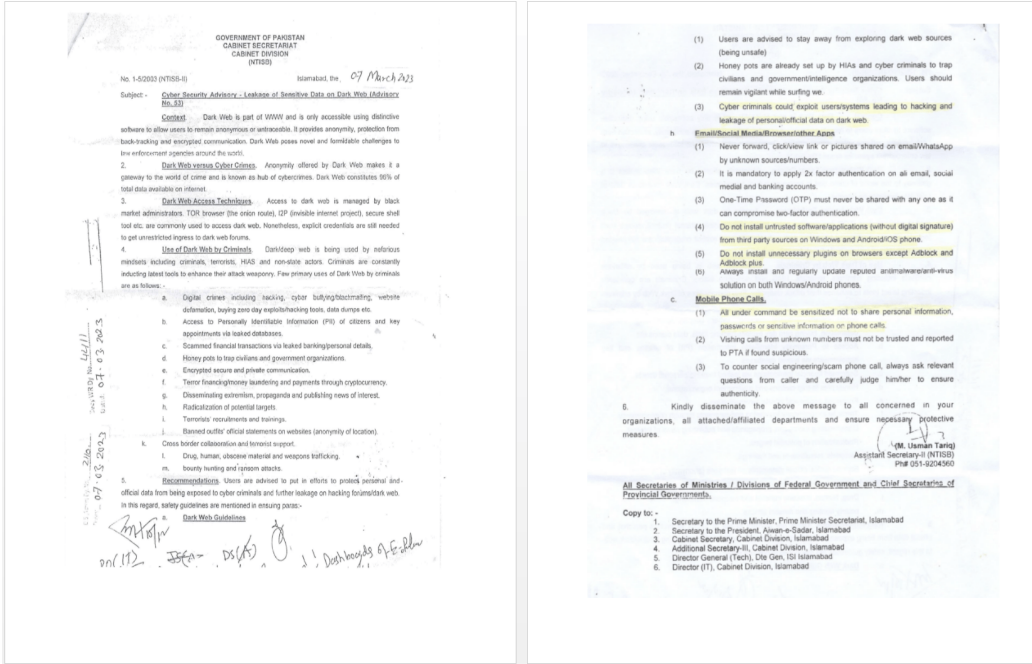 GOVERNMENT OF PAKISTAN
CABINET SECRETARIAT
CABINET DIVISION
(NTISB)
No. 1-5/2003 (NTISB-II)
Islamabad, the 07 March 2023
Subject:- Cyber Security Advisory - Leakage of Sensitive Data on Dark Web (Advisory
No. 53)
Context. Dark Web is part of WWW and is only accessible using distinctive
software to allow users to remain anonymous or untraceable. It provides anonymity, protection from
back-tracking and encrypted communication. Dark Web poses novel and formidable challenges to
law enforcement agencies around the world.
2. Dark Web versus Cyber Crimes. Anonymity offered by Dark Web makes it a
gateway to the world of crime and is known as hub of cybercrimes. Dark Web constitutes 96% of
total data available on internet.
3. Dark Web Access Techniques. Access to dark web is managed by black
market administrators. TOR browser (the onion route), I2P (invisible internet project), secure shell
tool etc. are commonly used to access dark web. Nonetheless, explicit credentials are still needed
to get unrestricted ingress to dark web forums.
4. Use of Dark Web by Criminals. Dark/deep web is being used by nefarious
mindsets including criminals, terrorists, HIAS and non-state actors. Criminals are constantly
inducting latest tools to enhance their attack weaponry. Few primary uses of Dark Web by criminals
are as follows:-
a. Digital crimes including hacking, cyber bullying/blackmailing, website
defamation, buying zero day exploits/hacking tools, data dumps etc.
b. Access to Personally Identifiable Information (PII) of citizens and key
appointments via leaked databases.
c. Scammed financial transactions via leaked banking/personal details.
d. Honey pots to trap civilians and government organizations.
e. Encrypted secure and private communication.
f. Terror financing/money laundering and payments through cryptocurrency.
g. Disseminating extremism, propaganda and publishing news of interest.
h. Radicalization of potential targets.
i. Terrorists' recruitments and trainings.
j. Banned outfits' official statements on websites (anonymity of location).
k. Cross border collaboration and terrorist support.
l. Drug, human, obscene material and weapons trafficking.
m. bounty hunting and ransom attacks.
5. Recommendations. Users are advised to put in efforts to protect personal and
official data from being exposed to cyber criminals and further leakage on hacking forums/dark web.
In this regard, safety guidelines are mentioned in ensuing paras:-
a. Dark Web Guidelines
07.03.2023
07.03.2023
DS(A)
(1) Users are advised to stay away from exploring dark web sources
(being unsafe)
(2) Honey pots are already set up by HIAs and cyber criminals to trap
civilians and government/intelligence organizations. Users should
remain vigilant while surfing we.
(3) Cyber criminals could exploit users/systems leading to hacking and
leakage of personal/official data on dark web.
b. Email/Social Media/Browser/other Apps
(1) Never forward, click/view link or pictures shared on email/WhatsApp
by unknown sources/numbers.
(2) It is mandatory to apply 2x factor authentication on all email, social
medial and banking accounts.
(3) One-Time Password (OTP) must never be shared with any one as it
can compromise two-factor authentication.
(4) Do not install untrusted software/applications (without digital signature)
from third party sources on Windows and Android/IOS phone.
(5) Do not install unnecessary plugins on browsers except Adblock and
Adblock plus.
(6) Always install and regularly update reputed antimalware/anti-virus
solution on both Windows/Android phones.
c. Mobile Phone Calls.
(1) All under command be sensitized not to share personal information,
passwords or sensitive information on phone calls.
(2) Vishing calls from unknown numbers must not be trusted and reported
to PTA if found suspicious.
(3) To counter social engineering/scam phone call, always ask relevant
questions from caller and carefully judge him/her to ensure
authenticity.
6. Kindly disseminate the above message to all concerned in your
organizations, all attached/affiliated departments and ensure necessary protective
measures.
(M. Usman Tariq)
Assistant Secretary-II (NTISB)
Ph# 051-9204560
All Secretaries of Ministries / Divisions of Federal Government and Chief Secretaries of
Provincial Governments.
Copy to: -
1. Secretary to the Prime Minister, Prime Minister Secretariat, Islamabad
2. Secretary to the President, Aiwan-e-Sadar, Islamabad
3. Cabinet Secretary, Cabinet Division, Islamabad
4. Additional Secretary-III, Cabinet Division, Islamabad
5. Director General (Tech), Dte Gen, ISI Islamabad
6. Director (IT), Cabinet Division, Islamabad